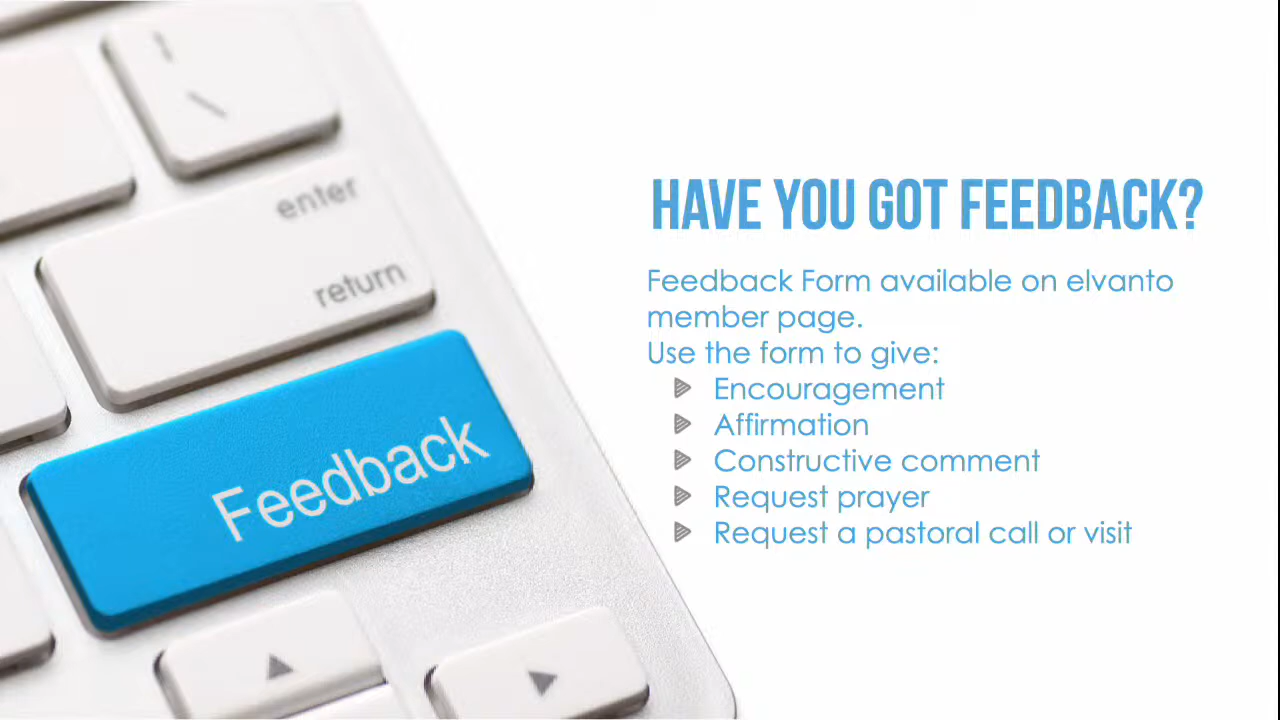 enter
return
Feedback
HAVE YOU GOT FEEDBACK?
Feedback Form available on elvanto
member page.
Use the form to give:
Encouragement
Affirmation
Constructive comment
Request prayer
Request a pastoral call or visit